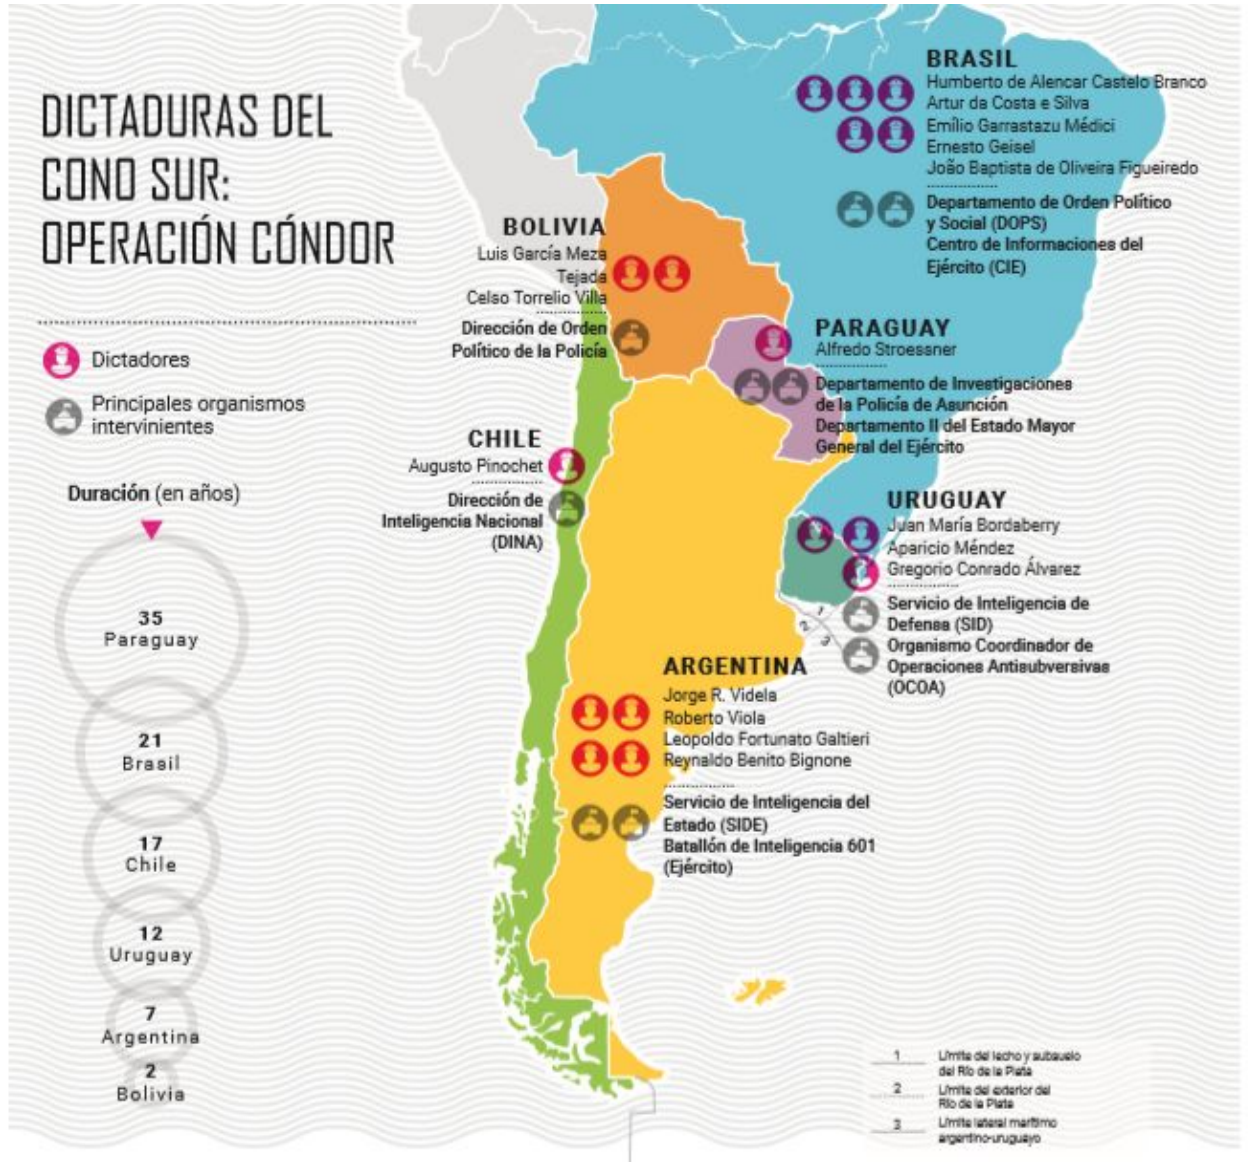 DICTADURAS DEL
CONO SUR:
OPERACIÓN CÓNDOR
Dictadores
Principales organismos
intervinientes
Duración (en años)
35
Paraguay
21
Brasil
17
Chile
12
Uruguay
7
Argentina
2
Bolivia
BRASIL
Humberto de Alencar Castelo Branco
Artur da Costa e Silva
Emílio Garrastazu Médici
Ernesto Geisel
João Baptista de Oliveira Figueiredo
Departamento de Orden Político
y Social (DOPS)
Centro de Informaciones del
Ejército (CIE)
BOLIVIA
Luis García Meza
Tejada
Celso Torrelio Villa
Dirección de Orden
Político de la Policía
PARAGUAY
Alfredo Stroessner
Departamento de Investigaciones
de la Policía de Asunción
Departamento II del Estado Mayor
General del Ejército
CHILE
Augusto Pinochet
Dirección de
Inteligencia Nacional
(DINA)
URUGUAY
Juan María Bordaberry
Aparicio Méndez
Gregorio Conrado Álvarez
Servicio de Inteligencia de
Defensa (SID)
Organismo Coordinador de
Operaciones Antisubversivas
(OCOA)
1
2
3
ARGENTINA
Jorge R. Videla
Roberto Viola
Leopoldo Fortunato Galtieri
Reynaldo Benito Bignone
Servicio de Inteligencia del
Estado (SIDE)
Batallón de Inteligencia 601
(Ejército)
1 Límite del lecho y subsuelo
del Río de la Plata
2 Límite del exterior del
Río de la Plata
3 Límite lateral marítimo
argentino-uruguayo